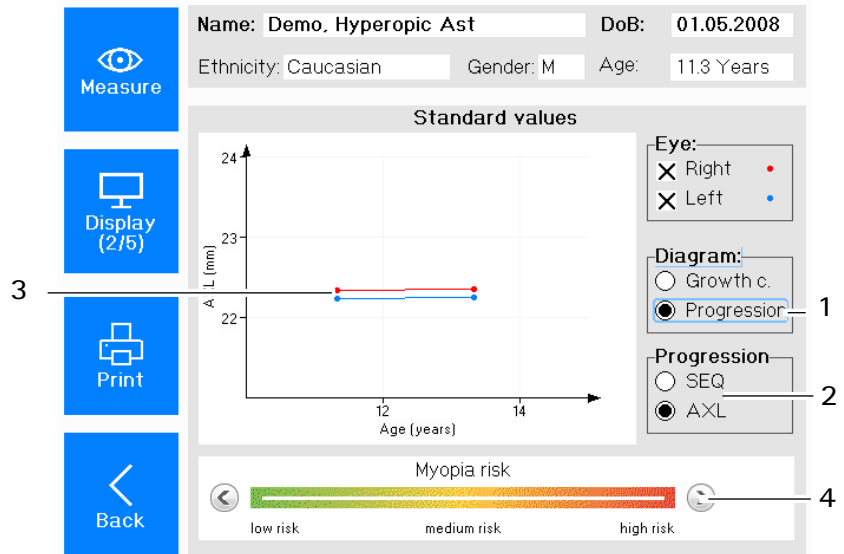 Name: Demo, Hyperopic Ast DoB: 01.05.2008
Ethnicity: Caucasian Gender: M Age: 11.3 Years
Measure
Display
(2/5)
Print
Back
Standard values
24
23
22
AXL (mm)
12 14
Age (years)
Eye:
Right
Left
Diagram:
Growth c.
Progression
Progression
SEQ
AXL
Myopia risk
low risk medium risk high risk
1
2
3
4